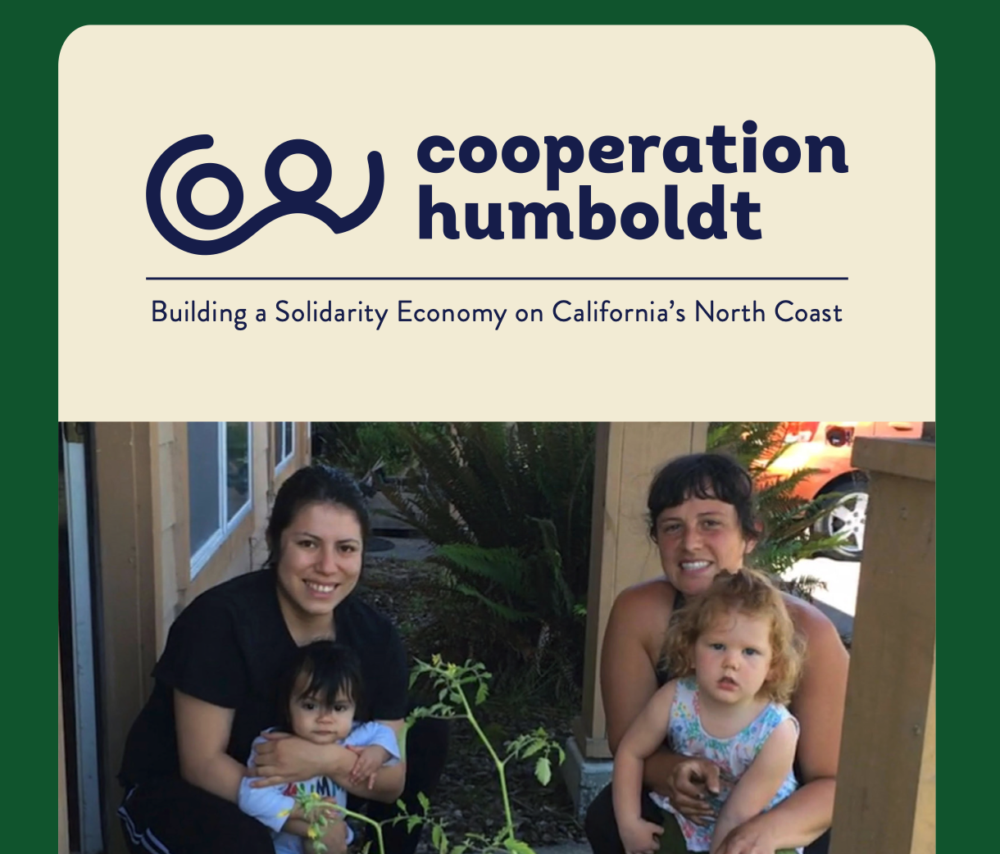 cooperation
humboldt
Building a Solidarity Economy on California’s North Coast